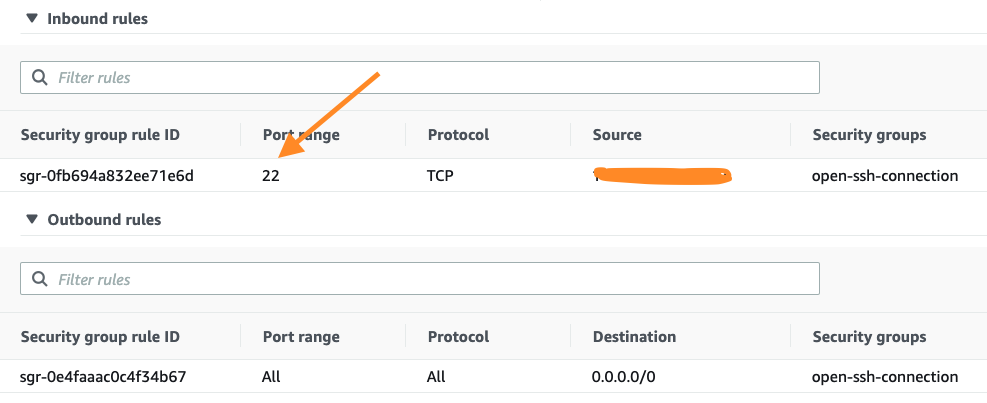 Inbound rules
Filter rules
Security group rule ID Port range Protocol Source Security groups
sgr-0fb694a832ee71e6d 22 TCP open-ssh-connection
Outbound rules
Filter rules
Security group rule ID Port range Protocol Destination Security groups
sgr-0e4faaac0c4f34b67 All All 0.0.0.0/0 open-ssh-connection